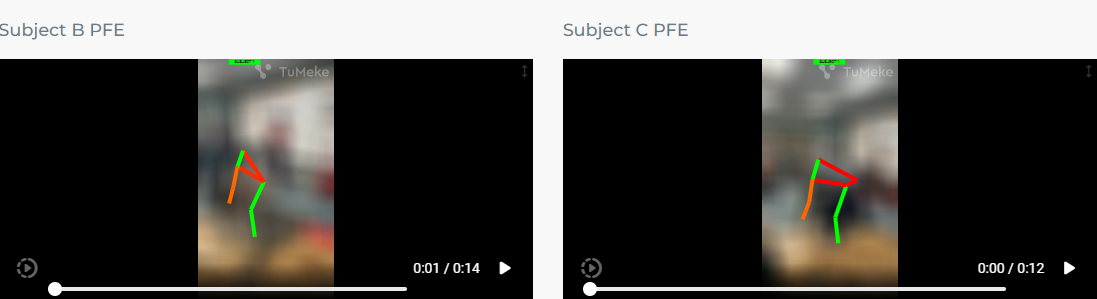 Subject B PFE
Subject C PFE
TuMeke
TuMeke
0:01 / 0:14
0:00 / 0:12